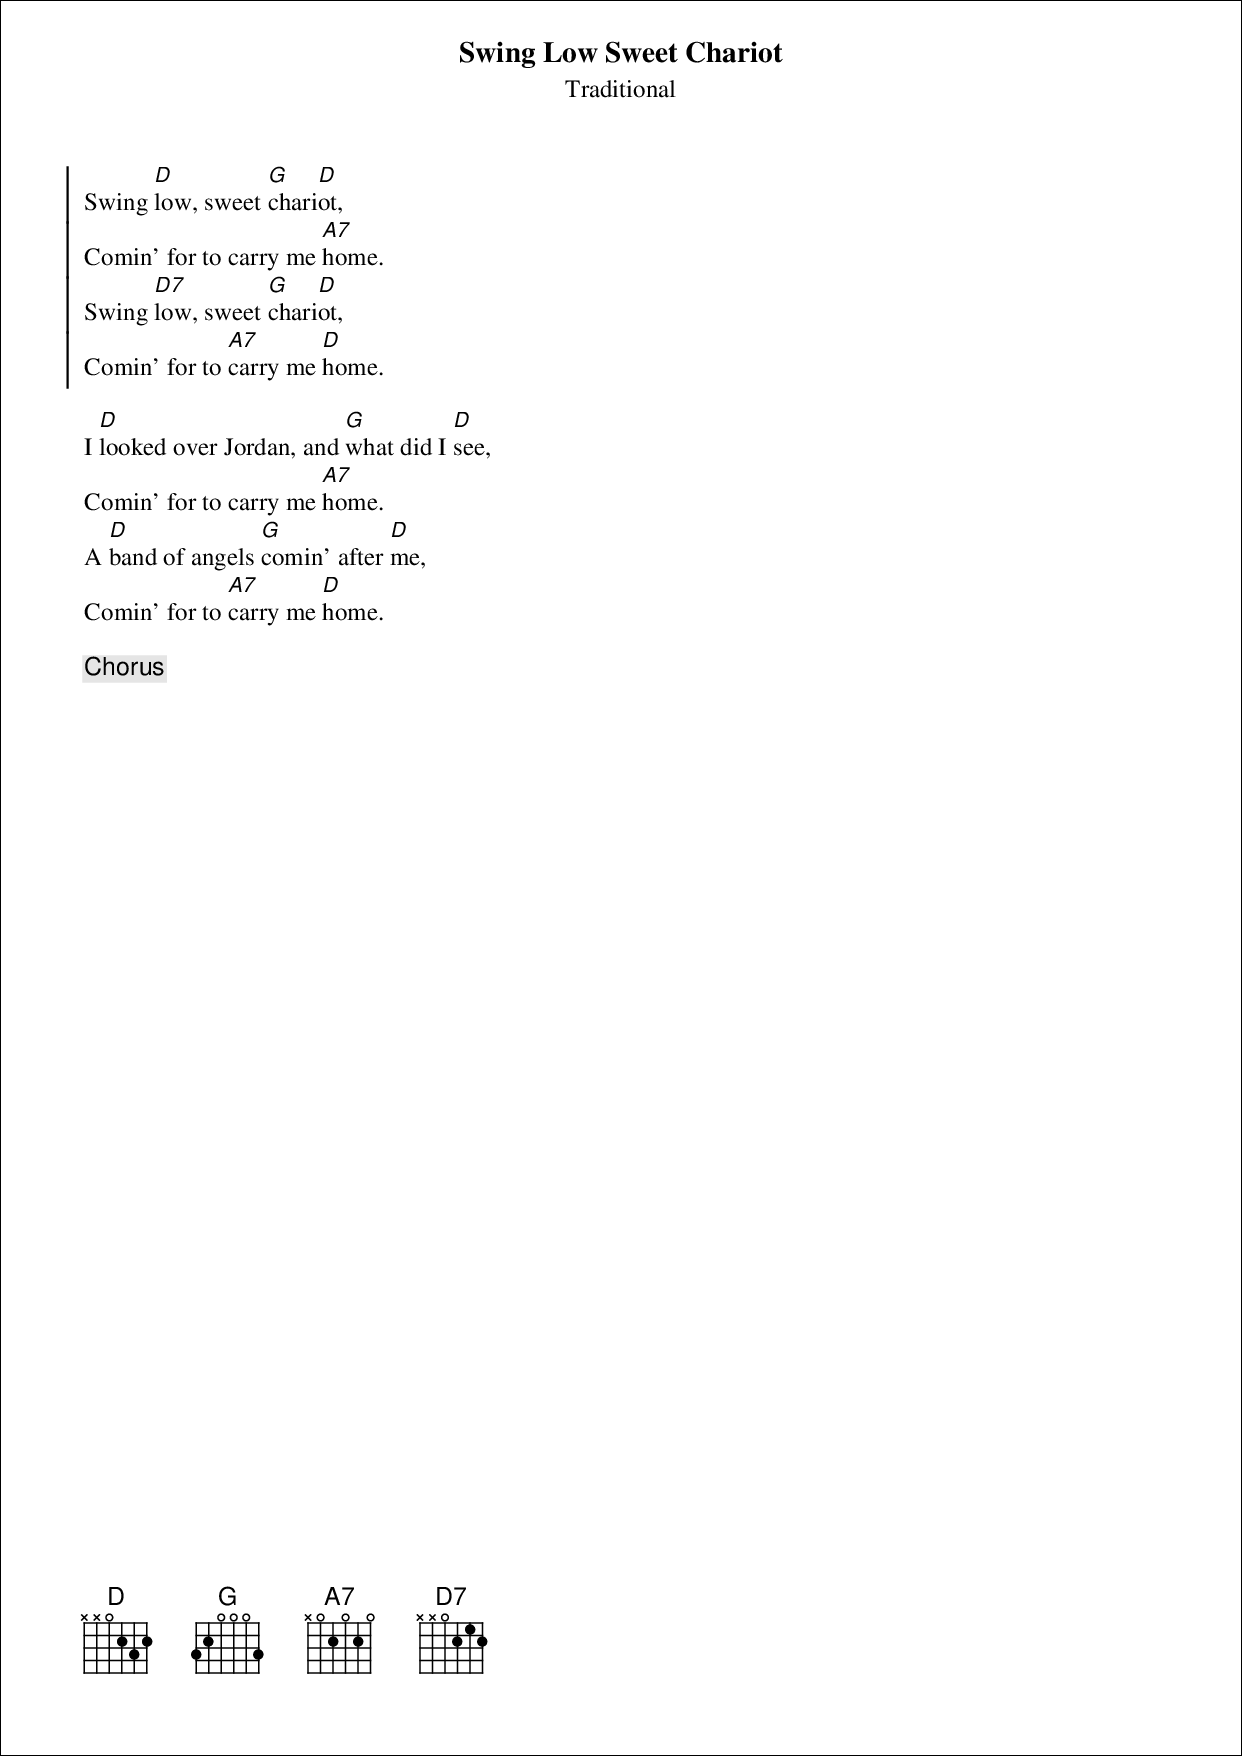 Swing Low Sweet Chariot
Traditional
D G D
Swing low, sweet chariot,
A7
Comin' for to carry me home.
D7 G D
Swing low, sweet chariot,
A7 D
Comin' for to carry me home.
D G D
I looked over Jordan, and what did I see,
A7
Comin' for to carry me home.
D G D
A band of angels comin' after me,
A7 D
Comin' for to carry me home.
Chorus
D G A7 D7